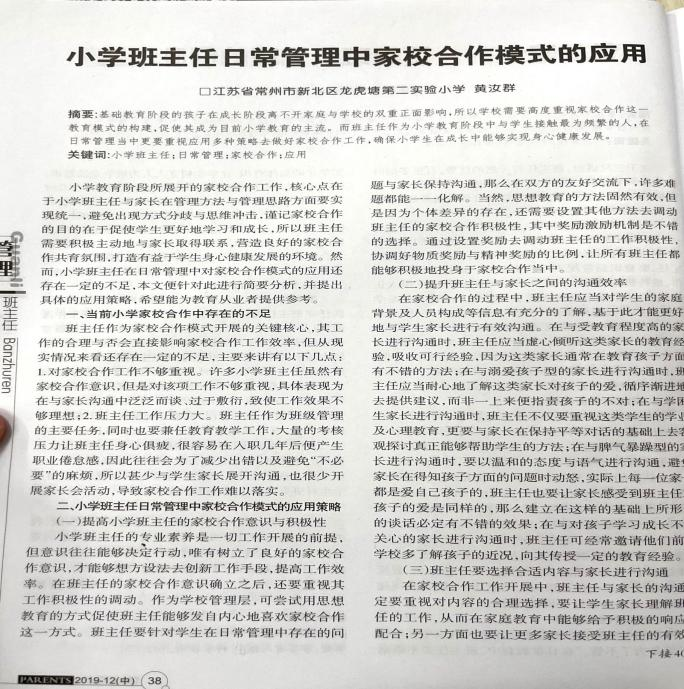 小学班主任日常管理中家校合作模式的应用
□江苏省常州市新北区龙虎塘第二实验小学 黄汝群
摘要:基础教育阶段的孩子在成长阶段离不开家庭与学校的双重正面影响,所以学校需要高度重视家校合作这一
教育模式的构建,促使其成为目前小学教育的主流。而班主任作为小学教育阶段中与学生接触最为频繁的人,在
日常管理当中更要重视应用多种策略去做好家校合作工作,确保小学生在成长中能够实现身心健康发展。
关键词:小学班主任;日常管理;家校合作;应用
小学教育阶段所展开的家校合作工作,核心点在
于小学班主任与家长在管理方法与管理思路方面要实
现统一,避免出现方式分歧与思维冲击,谨记家校合作
的目的在于促使学生更好地学习和成长,所以班主任
需要积极主动地与家长取得联系,营造良好的家校合
作共育氛围,打造有益于学生身心健康发展的环境。然
而,小学班主任在日常管理中对家校合作模式的应用还
存在一定的不足,本文便针对此进行简要分析,并提出
具体的应用策略,希望能为教育从业者提供参考。
一、当前小学家校合作中存在的不足
班主任作为家校合作模式开展的关键核心,其工
作的合理与否会直接影响家校合作工作效率,但从现
实情况来看还存在一定的不足,主要来讲有以下几点:
1.对家校合作工作不够重视。许多小学班主任虽然有
家校合作意识,但是对该项工作不够重视,具体表现为
在与家长沟通中泛泛而谈、过于敷衍,致使工作效果不
够理想;2.班主任工作压力大。班主任作为班级管理
的主要任务,同时也要兼任教育教学工作,大量的考核
压力让班主任身心俱疲,很容易在入职几年后便产生
职业倦怠感,因此往往会为了减少出错以及避免“不必
要”的麻烦,所以甚少与学生家长展开沟通,也很少开
展家长会活动,导致家校合作工作难以落实。
二、小学班主任日常管理中家校合作模式的应用策略
(一)提高小学班主任的家校合作意识与积极性
小学班主任的专业素养是一切工作开展的前提,
但意识往往能够决定行动,唯有树立了良好的家校合
作意识,才能够想方设法去创新工作手段,提高工作效
率。在班主任的家校合作意识确立之后,还要重视其
工作积极性的调动。作为学校管理层,可尝试用思想
教育的方式促使班主任能够发自内心地喜欢家校合作
这一方式。班主任要针对学生在日常管理中存在的问
题与家长保持沟通,那么在双方的友好交流下,许多难
题都能一一化解。当然,思想教育的方法固然有效,但
是因为个体差异的存在,还需要设置其他方法去调动
班主任的家校合作积极性,其中奖励激励机制是不错
的选择。通过设置奖励去调动班主任的工作积极性,
协调好物质奖励与精神奖励的比例,让所有班主任都
能够积极地投身于家校合作当中。
(二)提升班主任与家长之间的沟通效率
在家校合作的过程中,班主任应当对学生的家庭
背景及人员构成等信息有充分的了解,基于此才能更好
地与学生家长进行有效沟通。在与受教育程度高的家
长进行沟通时,班主任应当虚心倾听这类家长的教育经
验,吸收可行经验,因为这类家长通常在教育孩子方面
有不错的方法;在与溺爱孩子型的家长进行沟通时,班
主任应当耐心地了解这类家长对孩子的爱,循序渐进地
去提供建议,而非一上来便指责孩子的不对;在与学困
生家长进行沟通时,班主任不仅要重视这类学生的学业
及心理教育,更要与家长在保持平等对话的基础上去客
观探讨真正能够帮助学生的方法;在与脾气暴躁型的家
长进行沟通时,要以温和的态度与语气进行沟通,避免
家长在得知孩子方面的问题时动怒,实际上每一位家长
都是爱自己孩子的,班主任也要让家长感受到班主任
孩子的爱是同样的,那么建立在这样的基础上所形
的谈话必定有不错的效果;在与对孩子学习成长不
关心的家长进行沟通时,班主任可经常邀请他们前
学校多了解孩子的近况,向其传授一定的教育经验。
(三)班主任要选择合适内容与家长进行沟通
在家校合作工作开展中,班主任与家长的沟通
定要重视对内容的合理选择,要让学生家长理解班
任的工作,从而在家庭教育中能够给予积极的响应
配合;另一方面也要让更多家长接受班主任的有效
下接40
管理
Guanli
班主任 Banzhuren
PARENTS 2019-12(中) 38